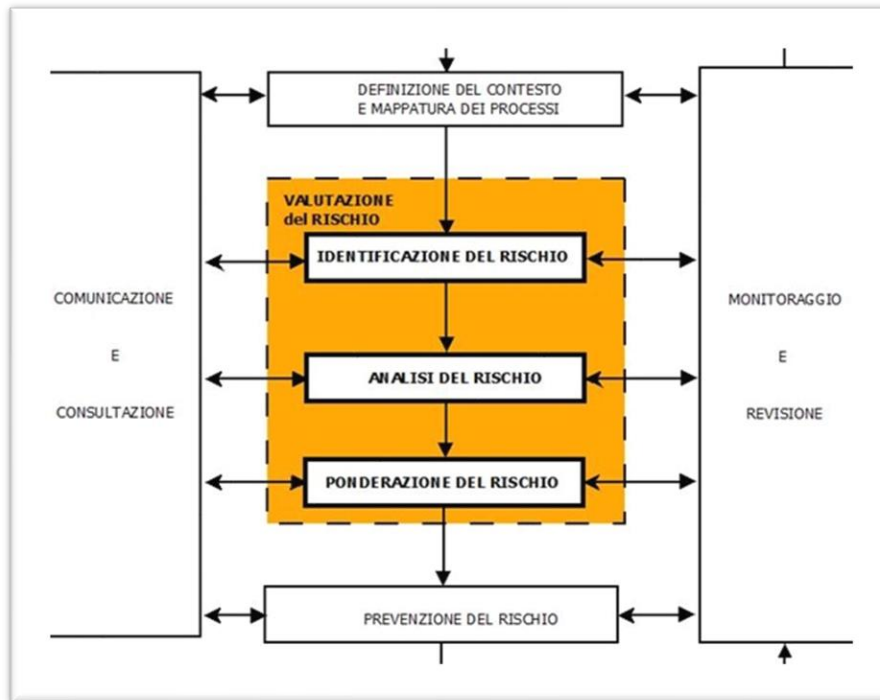 DEFINIZIONE DEL CONTESTO
E MAPPATURA DEI PROCESSI
VALUTAZIONE
del RISCHIO
IDENTIFICAZIONE DEL RISCHIO
COMUNICAZIONE
E
CONSULTAZIONE
MONITORAGGIO
E
REVISIONE
ANALISI DEL RISCHIO
PONDERAZIONE DEL RISCHIO
PREVENZIONE DEL RISCHIO